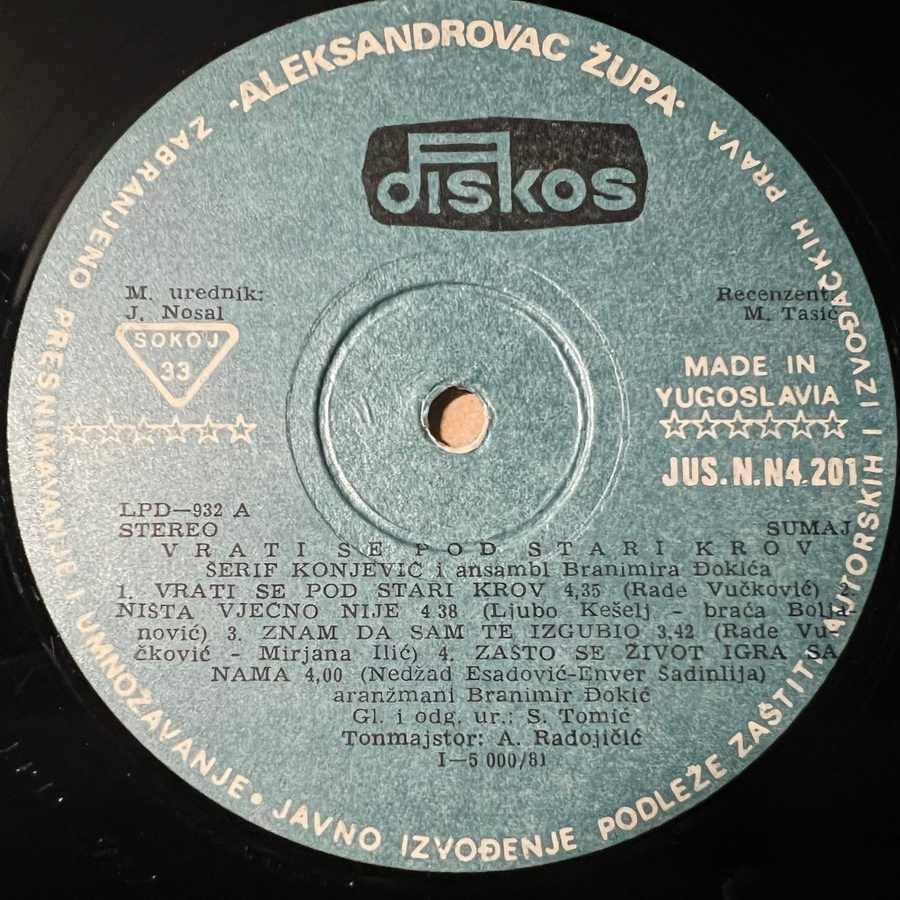 "ALEKSANDROVAC ŽUPA"
ZABRANJENO PRESNIMAVANJE I UMNOŽAVANJE • JAVNO IZVOĐENJE PODLEŽE ZAŠTITI AUTORSKIH I IZVOĐAČKIH PRAVA
diskos
M. urednik:
J. Nosal
Recenzent:
M. Tasić
SOKOJ
33
MADE IN
YUGOSLAVIA
JUS.N.N4.201
LPD—932 A
STEREO
SUMAJ
VRATI SE POD STARI KROV
ŠERIF KONJEVIĆ i ansambl Branimira Đokića
1. VRATI SE POD STARI KROV 4,35 (Rade Vučković) 2.
NIŠTA VJEČNO NIJE 4 38 (Ljubo Kešelj – braća Bolja-
nović) 3. ZNAM DA SAM TE IZGUBIO 3,42 (Rade Vu-
čković – Mirjana Ilić) 4. ZAŠTO SE ŽIVOT IGRA SA
NAMA 4,00 (Nedžad Esadović-Enver Šadinlija)
aranžmani Branimir Đokić
Gl. i odg. ur.: S. Tomić
Tonmajstor: A. Radojičić
I—5 000/81